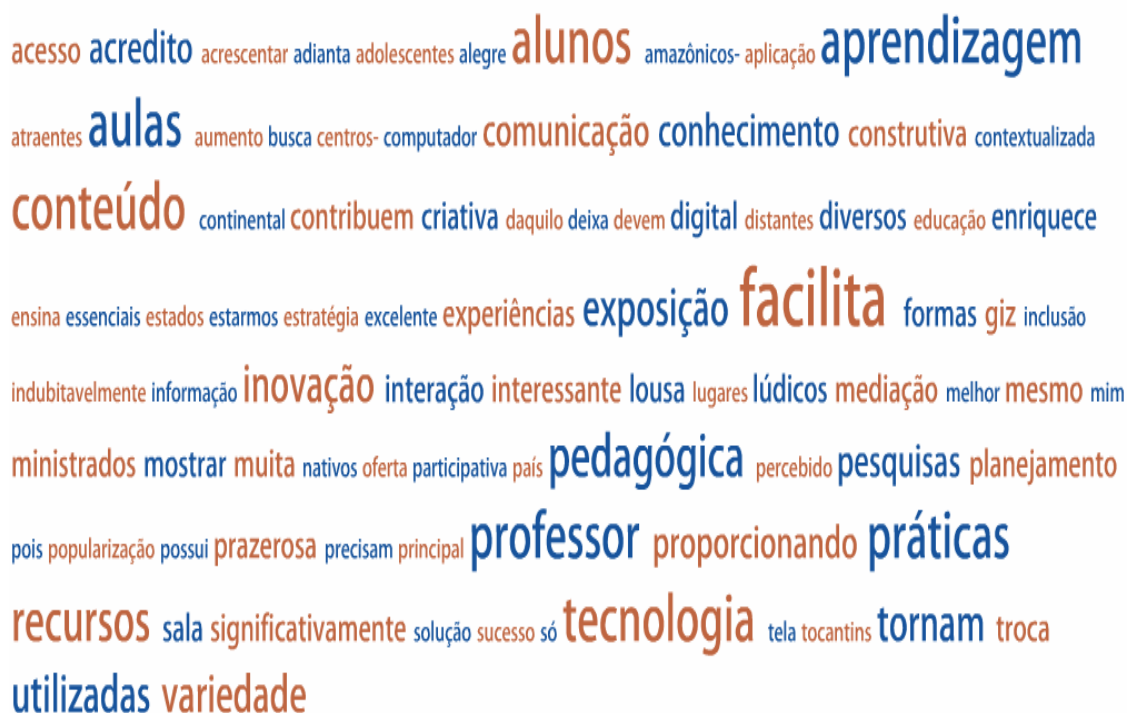 acesso acredito acrescentar adianta adolescentes alegre alunos amazônicos- aplicação aprendizagem
atraentes aulas aumento busca centros- computador comunicação conhecimento construtiva contextualizada
conteúdo continental contribuem criativa daquilo deixa devem digital distantes diversos educação enriquece
ensina essenciais estados estarmos estratégia excelente experiências exposição facilita formas giz inclusão
indubitavelmente informação inovação interação interessante lousa lugares lúdicos mediação melhor mesmo mim
ministrados mostrar muita nativos oferta participativa país pedagógica percebido pesquisas planejamento
pois popularização possui prazerosa precisam principal professor proporcionando práticas
recursos sala significativamente solução sucesso só tecnologia tela tocantins tornam troca
utilizadas variedade